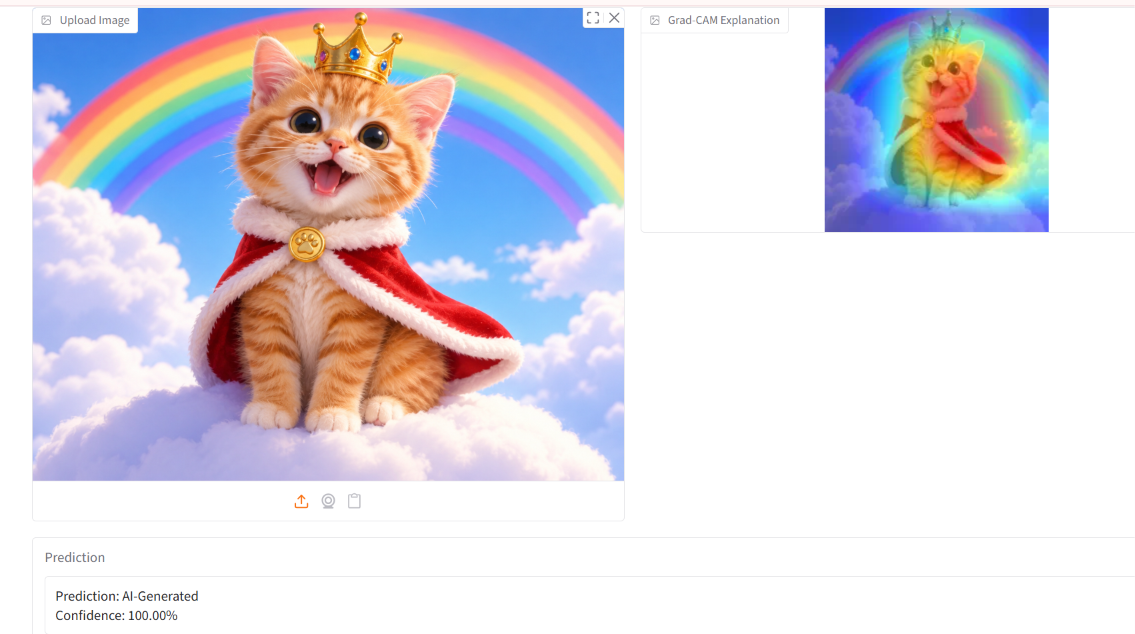 Upload Image
Grad-CAM Explanation
Prediction
Prediction: AI-Generated
Confidence: 100.00%